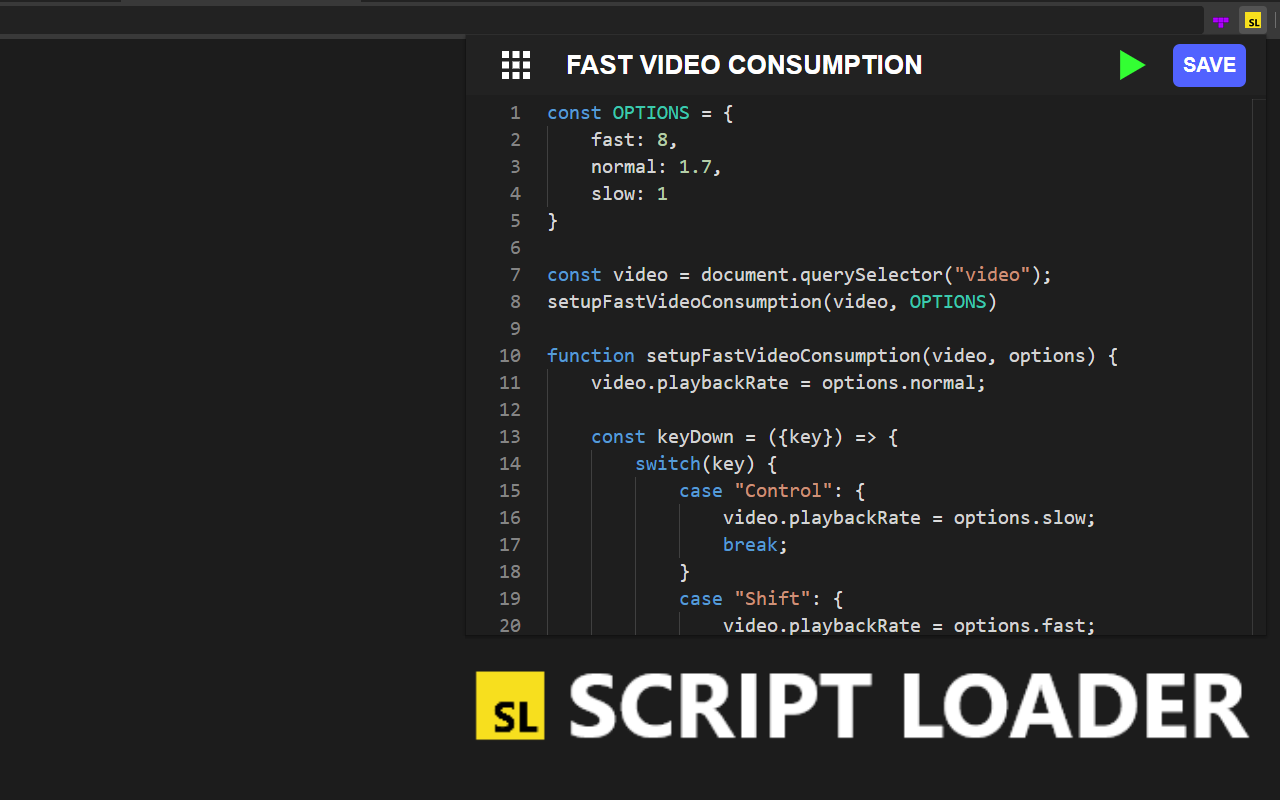 SL
FAST VIDEO CONSUMPTION
SAVE
1 const OPTIONS = {
2     fast: 8,
3     normal: 1.7,
4     slow: 1
5 }
6
7 const video = document.querySelector("video");
8 setupFastVideoConsumption(video, OPTIONS)
9
10 function setupFastVideoConsumption(video, options) {
11     video.playbackRate = options.normal;
12
13     const keyDown = ({key}) => {
14         switch(key) {
15             case "Control": {
16                 video.playbackRate = options.slow;
17                 break;
18             }
19             case "Shift": {
20                 video.playbackRate = options.fast;
SL SCRIPT LOADER